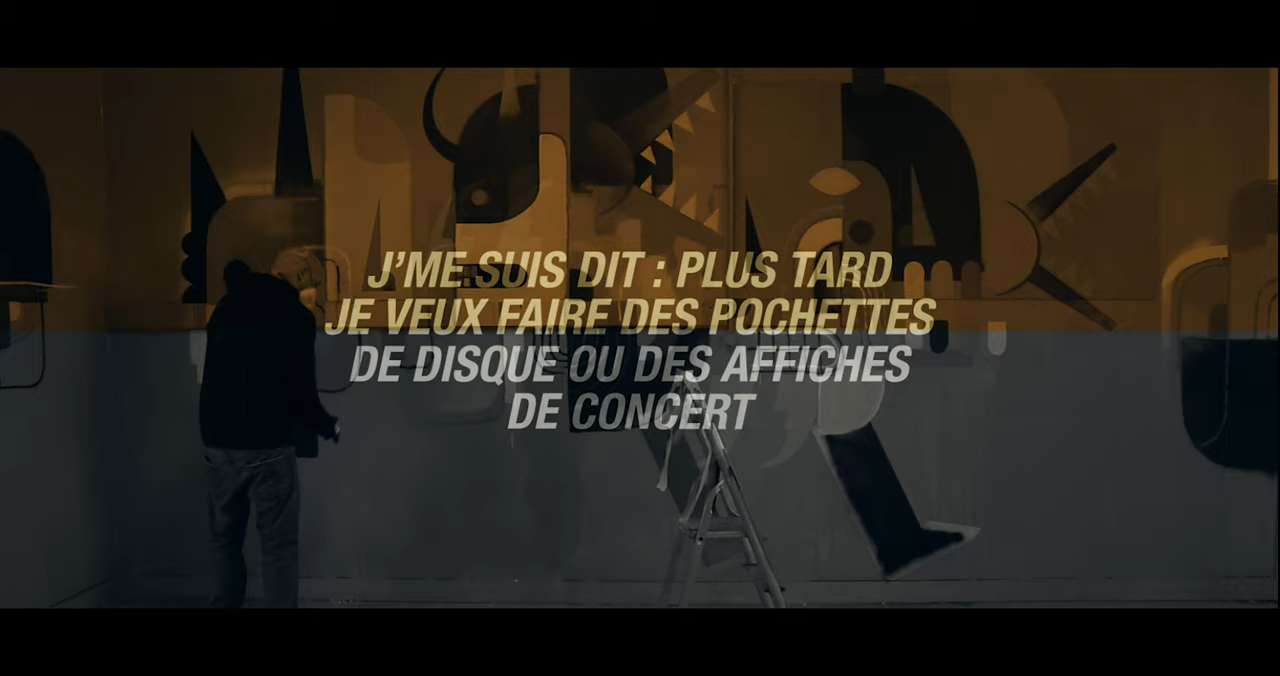 J’ME SUIS DIT : PLUS TARD
JE VEUX FAIRE DES POCHETTES
DE DISQUE OU DES AFFICHES
DE CONCERT